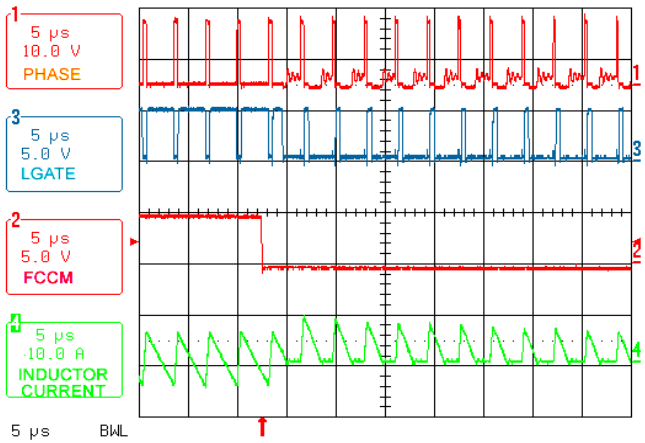 1
5 µs
10.0 V
PHASE
1
3
5 µs
5.0 V
LGATE
3
2
5 µs
5.0 V
FCCM
2
4
5 µs
10.0 A
INDUCTOR
CURRENT
4
5 µs BWL